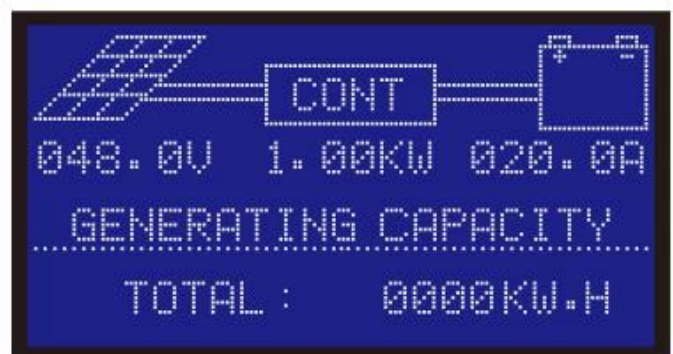 CONT
+ -
048.0V 1.00KW 020.0A
GENERATING CAPACITY
TOTAL: 0000KW.H